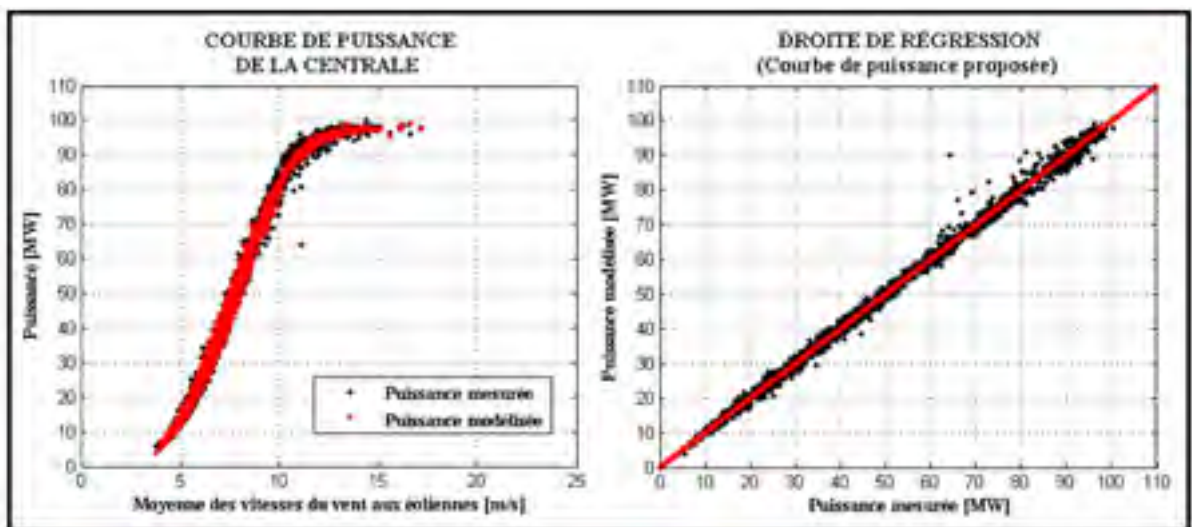 COURBE DE PUISSANCE
DE LA CENTRALE
Puissance [MW]
110
100
90
80
70
60
50
40
30
20
10
0
0
5
10
15
20
25
Puissance mesurée
Puissance modélisée
Moyenne des vitesses du vent aux éoliennes [m/s]
DROITE DE RÉGRESSION
(Courbe de puissance proposée)
Puissance modélisée [MW]
110
100
90
80
70
60
50
40
30
20
10
0
0 10 20 30 40 50 60 70 80 90 100 110
Puissance mesurée [MW]